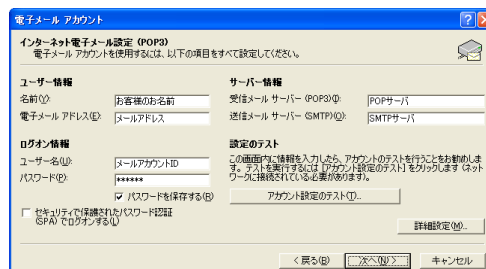 電子メール アカウント
インターネット電子メール設定 (POP3)
電子メール アカウントを使用するには、以下の項目をすべて設定してください。
ユーザー情報
名前(Y):
お客様のお名前
電子メール アドレス(E):
メールアドレス
サーバー情報
受信メール サーバー (POP3)(I):
POPサーバ
送信メール サーバー (SMTP)(O):
SMTPサーバ
ログオン情報
ユーザー名(U):
メールアカウントID
パスワード(P):
******
パスワードを保存する(R)
セキュリティで保護されたパスワード認証
(SPA) でログオンする(L)
設定のテスト
この画面内に情報を入力したら、アカウントのテストを行うことをお勧めしま
す。テストを実行するには [アカウント設定のテスト] をクリックします (ネット
ワークに接続されている必要があります)。
アカウント設定のテスト(T)...
詳細設定(M)...
< 戻る(B)
次へ(N) >
キャンセル